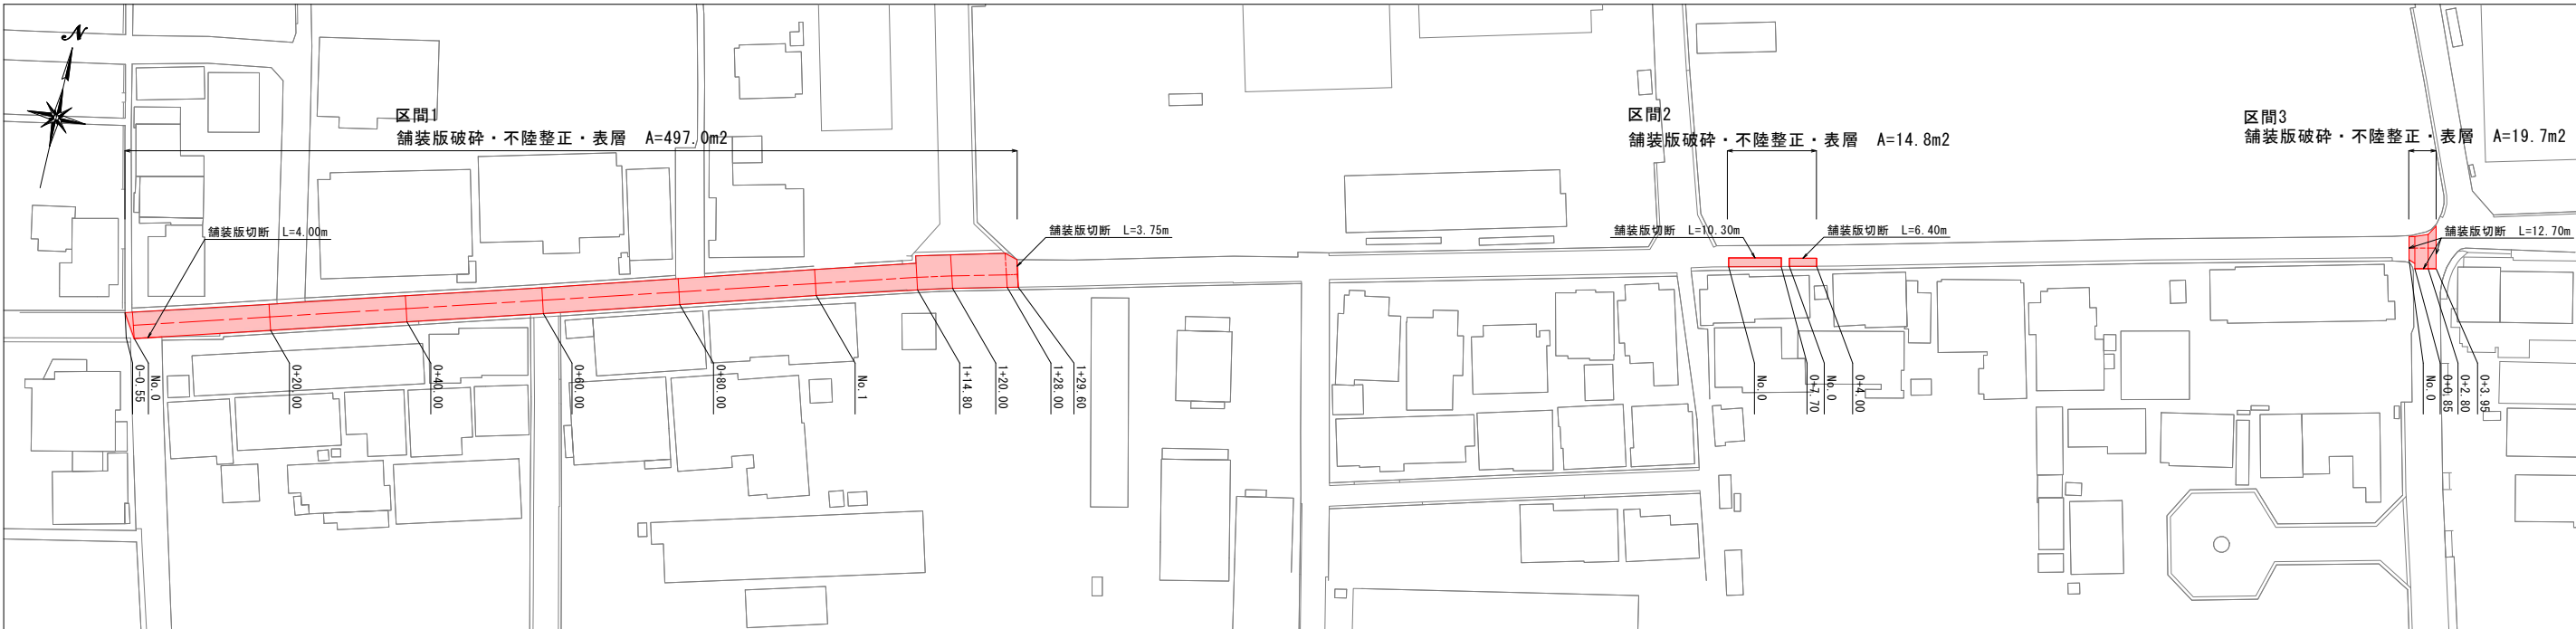 N
区間1
舗装版破砕・不陸整正・表層 A=497.0m2
区間2
舗装版破砕・不陸整正・表層 A=14.8m2
区間3
舗装版破砕・不陸整正・表層 A=19.7m2
舗装版切断 L=4.00m
舗装版切断 L=3.75m
舗装版切断 L=10.30m
舗装版切断 L=6.40m
舗装版切断 L=12.70m
0-0.55
No.0
0+20.00
0+40.00
0+60.00
0+80.00
No.1
1+14.80
1+20.00
1+28.00
1+29.60
No.0
0+7.70
No.0
0+4.00
No.0
0+0.85
0+2.80
0+3.95